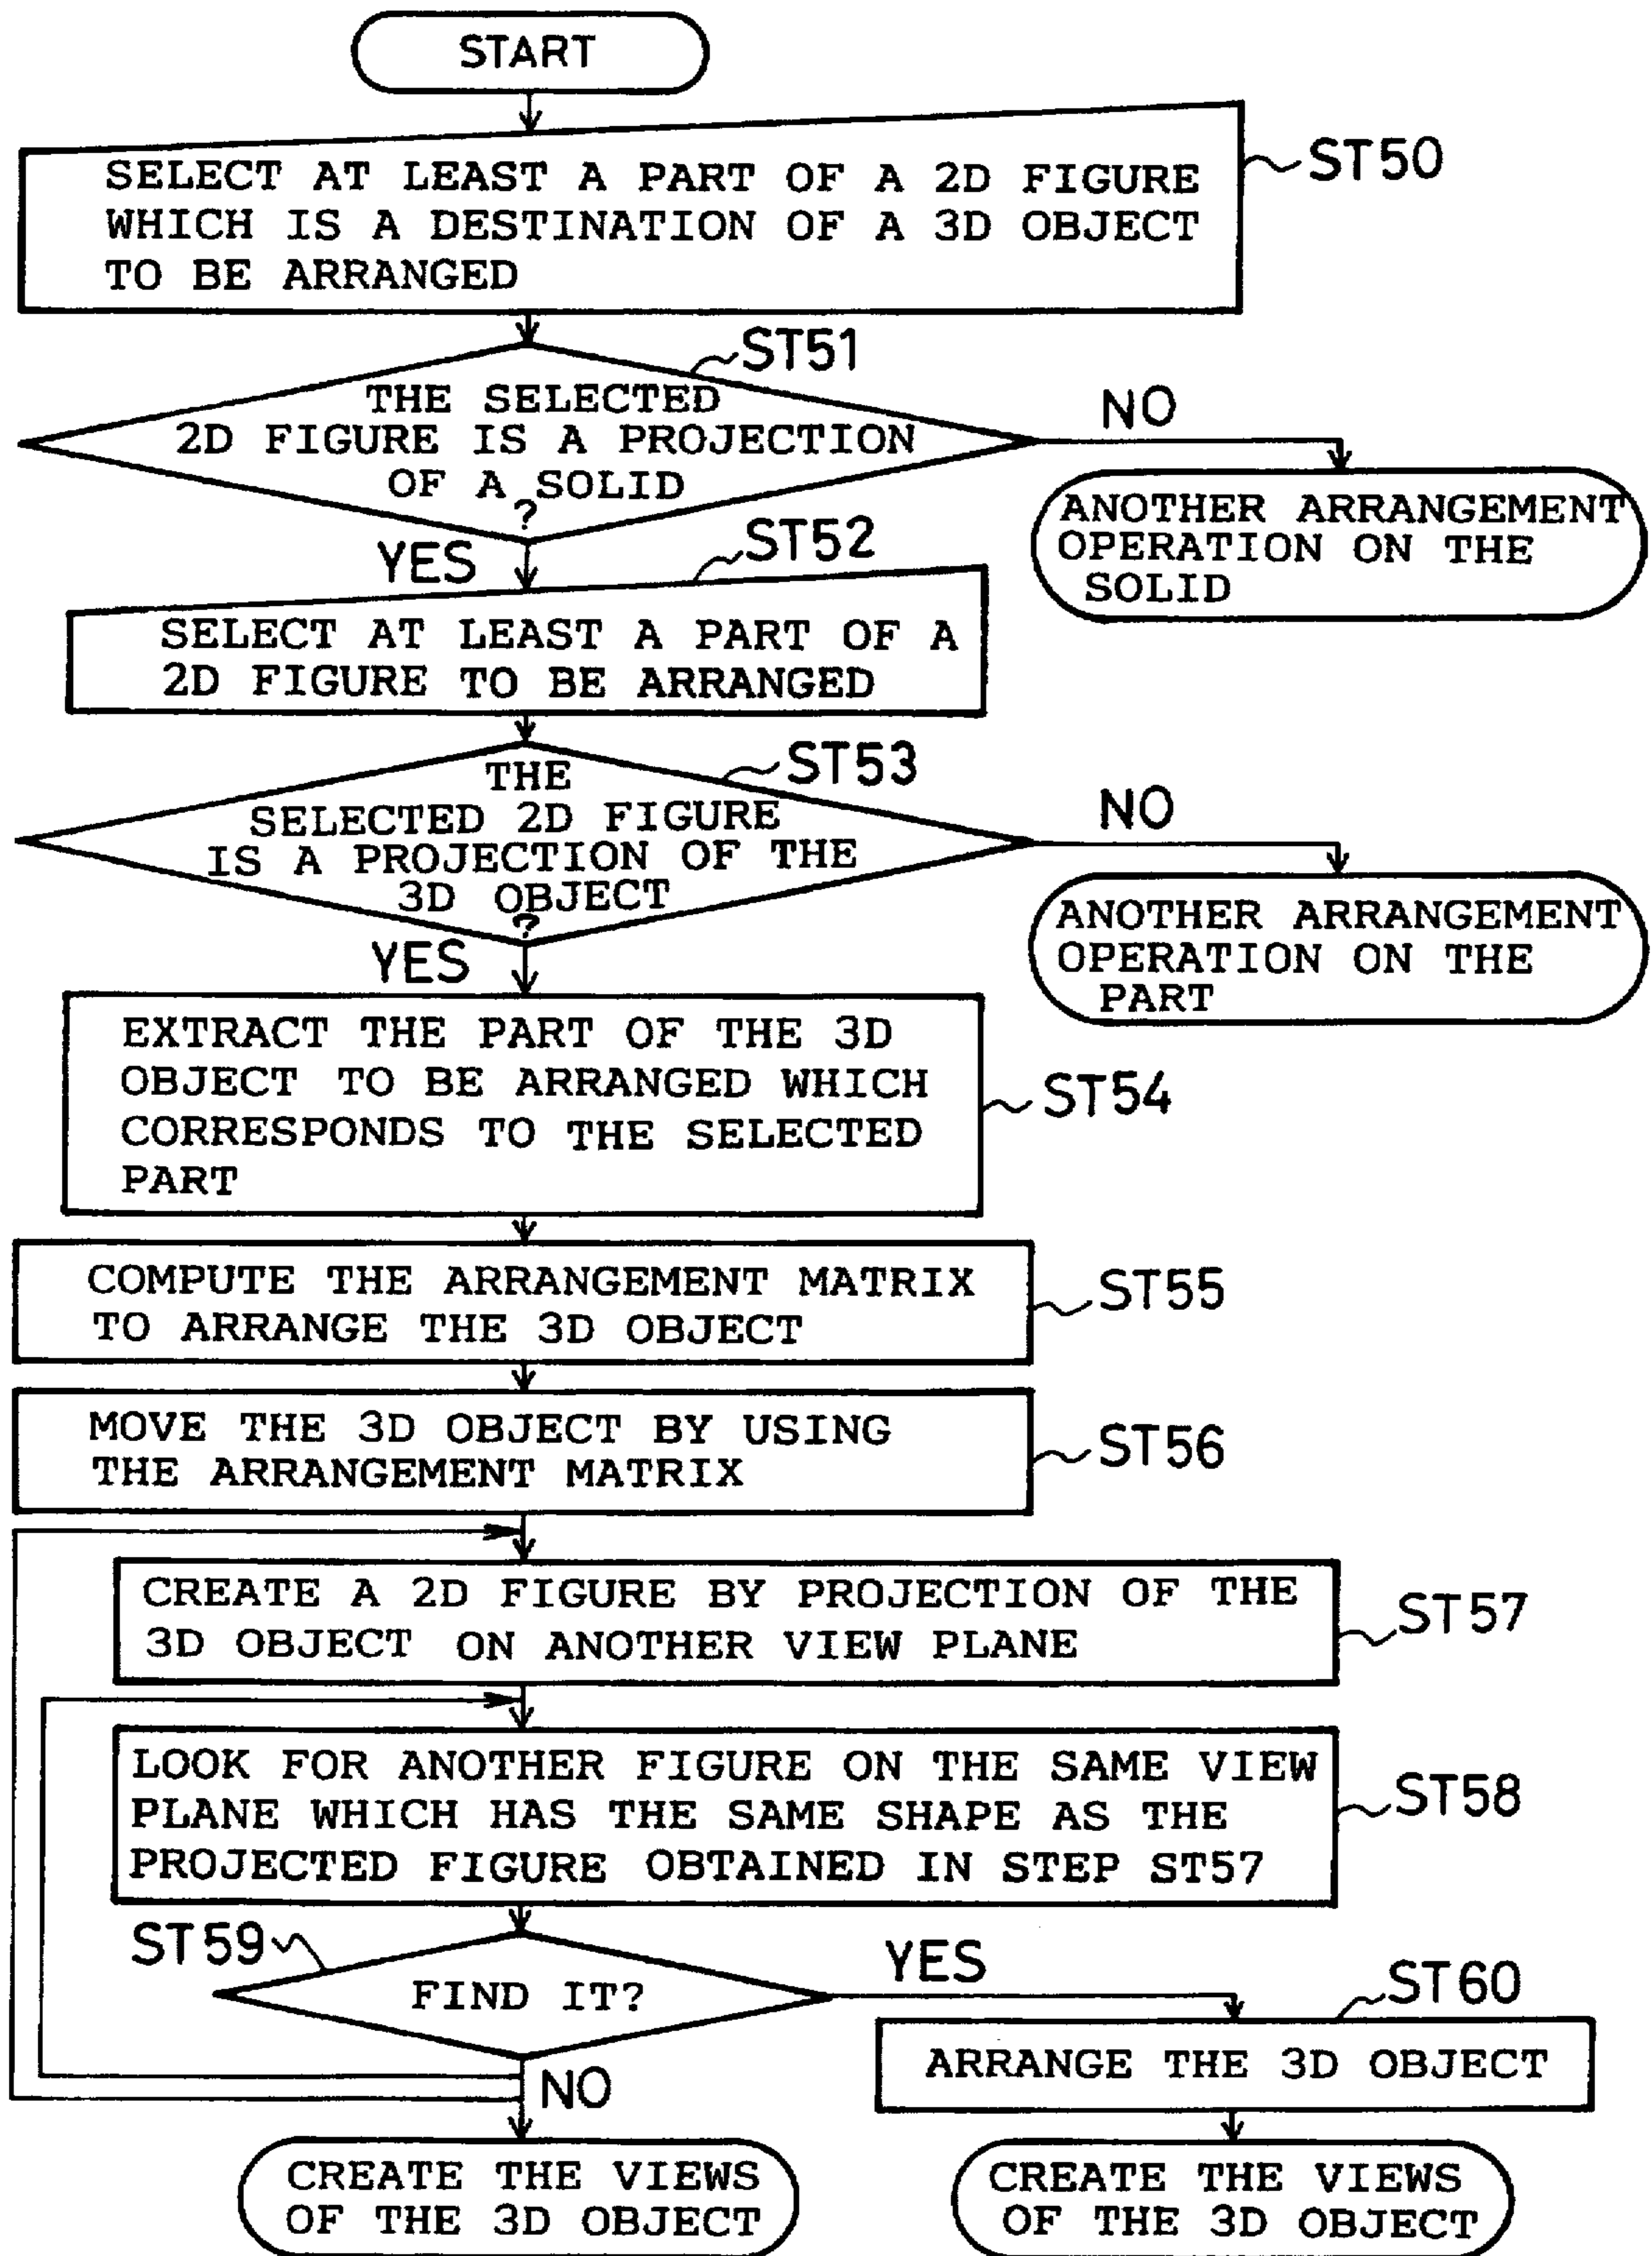 START
SELECT AT LEAST A PART OF A 2D FIGURE
WHICH IS A DESTINATION OF A 3D OBJECT
TO BE ARRANGED
ST50
ST51
THE SELECTED
2D FIGURE IS A PROJECTION
OF A SOLID
?
NO
ANOTHER ARRANGEMENT
OPERATION ON THE
SOLID
YES
ST52
SELECT AT LEAST A PART OF A
2D FIGURE TO BE ARRANGED
ST53
THE
SELECTED 2D FIGURE
IS A PROJECTION OF THE
3D OBJECT
?
NO
ANOTHER ARRANGEMENT
OPERATION ON THE
PART
YES
EXTRACT THE PART OF THE 3D
OBJECT TO BE ARRANGED WHICH
CORRESPONDS TO THE SELECTED
PART
ST54
COMPUTE THE ARRANGEMENT MATRIX
TO ARRANGE THE 3D OBJECT
ST55
MOVE THE 3D OBJECT BY USING
THE ARRANGEMENT MATRIX
ST56
CREATE A 2D FIGURE BY PROJECTION OF THE
3D OBJECT ON ANOTHER VIEW PLANE
ST57
LOOK FOR ANOTHER FIGURE ON THE SAME VIEW
PLANE WHICH HAS THE SAME SHAPE AS THE
PROJECTED FIGURE OBTAINED IN STEP ST57
ST58
ST59
FIND IT?
YES
ST60
ARRANGE THE 3D OBJECT
NO
CREATE THE VIEWS
OF THE 3D OBJECT
CREATE THE VIEWS
OF THE 3D OBJECT